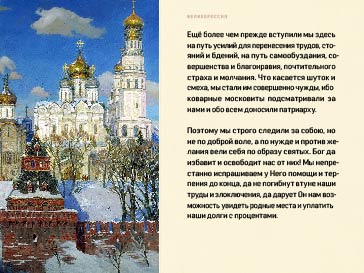 ВЕЛИКОРОССИЯ
Ещё более чем прежде вступили мы здесь
на путь усилий для перенесения трудов, сто-
яний и бдений, на путь самообуздания, со-
вершенства и благонравия, почтительного
страха и молчания. Что касается шуток и
смеха, мы стали им совершенно чужды, ибо
коварные московиты подсматривали за
нами и обо всем доносили патриарху.
Поэтому мы строго следили за собою, но
не по доброй воле, а по нужде и против же-
лания вели себя по образу святых. Бог да
избавит и освободит нас от них! Мы непре-
станно испрашиваем у Него помощи и тер-
пения до конца, да не погибнут втуне наши
труды и злоключения, да дарует Он нам воз-
можность увидеть родные места и уплатить
наши долги с процентами.